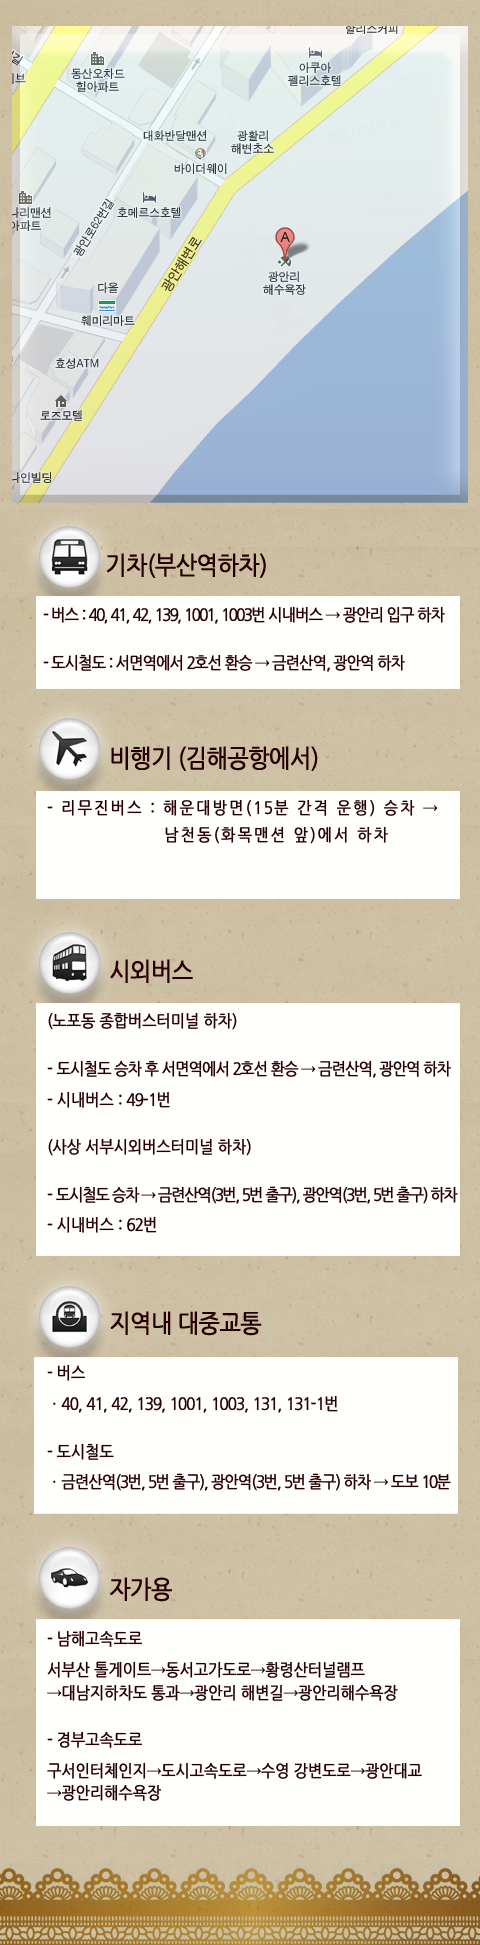 할리스커피
아쿠아
펠리스호텔
동산오차드
힐아파트
대화반달맨션
광활리
해변초소
바이더웨이
나리맨션
아파트
호메르스호텔
광안로62번길
광안해변로
A
광안리
해수욕장
다올
훼미리마트
효성ATM
로즈모텔
나인빌딩
기차(부산역하차)
- 버스 : 40, 41, 42, 139, 1001, 1003번 시내버스 → 광안리 입구 하차
- 도시철도 : 서면역에서 2호선 환승 → 금련산역, 광안역 하차
비행기 (김해공항에서)
- 리무진버스 : 해운대방면(15분 간격 운행) 승차 →
남천동(화목맨션 앞)에서 하차
시외버스
(노포동 종합버스터미널 하차)
- 도시철도 승차 후 서면역에서 2호선 환승 → 금련산역, 광안역 하차
- 시내버스 : 49-1번
(사상 서부시외버스터미널 하차)
- 도시철도 승차 → 금련산역(3번, 5번 출구), 광안역(3번, 5번 출구) 하차
- 시내버스 : 62번
지역내 대중교통
- 버스
· 40, 41, 42, 139, 1001, 1003, 131, 131-1번
- 도시철도
· 금련산역(3번, 5번 출구), 광안역(3번, 5번 출구) 하차 → 도보 10분
자가용
- 남해고속도로
서부산 톨게이트→동서고가도로→황령산터널램프
→대남지하차도 통과→광안리 해변길→광안리해수욕장
- 경부고속도로
구서인터체인지→도시고속도로→수영 강변도로→광안대교
→광안리해수욕장